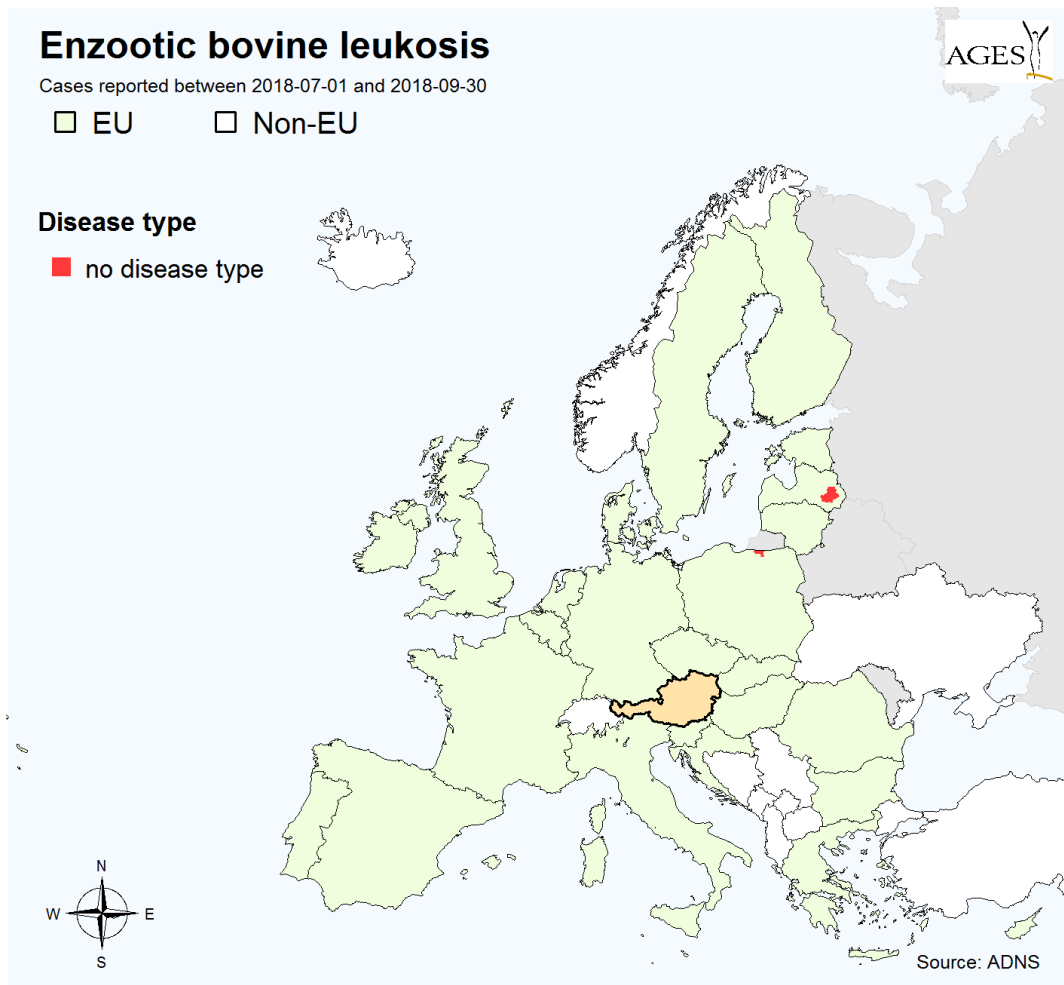 Enzootic bovine leukosis
Cases reported between 2018-07-01 and 2018-09-30
EU Non-EU
AGES
Disease type
no disease type
N
W E
S
Source: ADNS